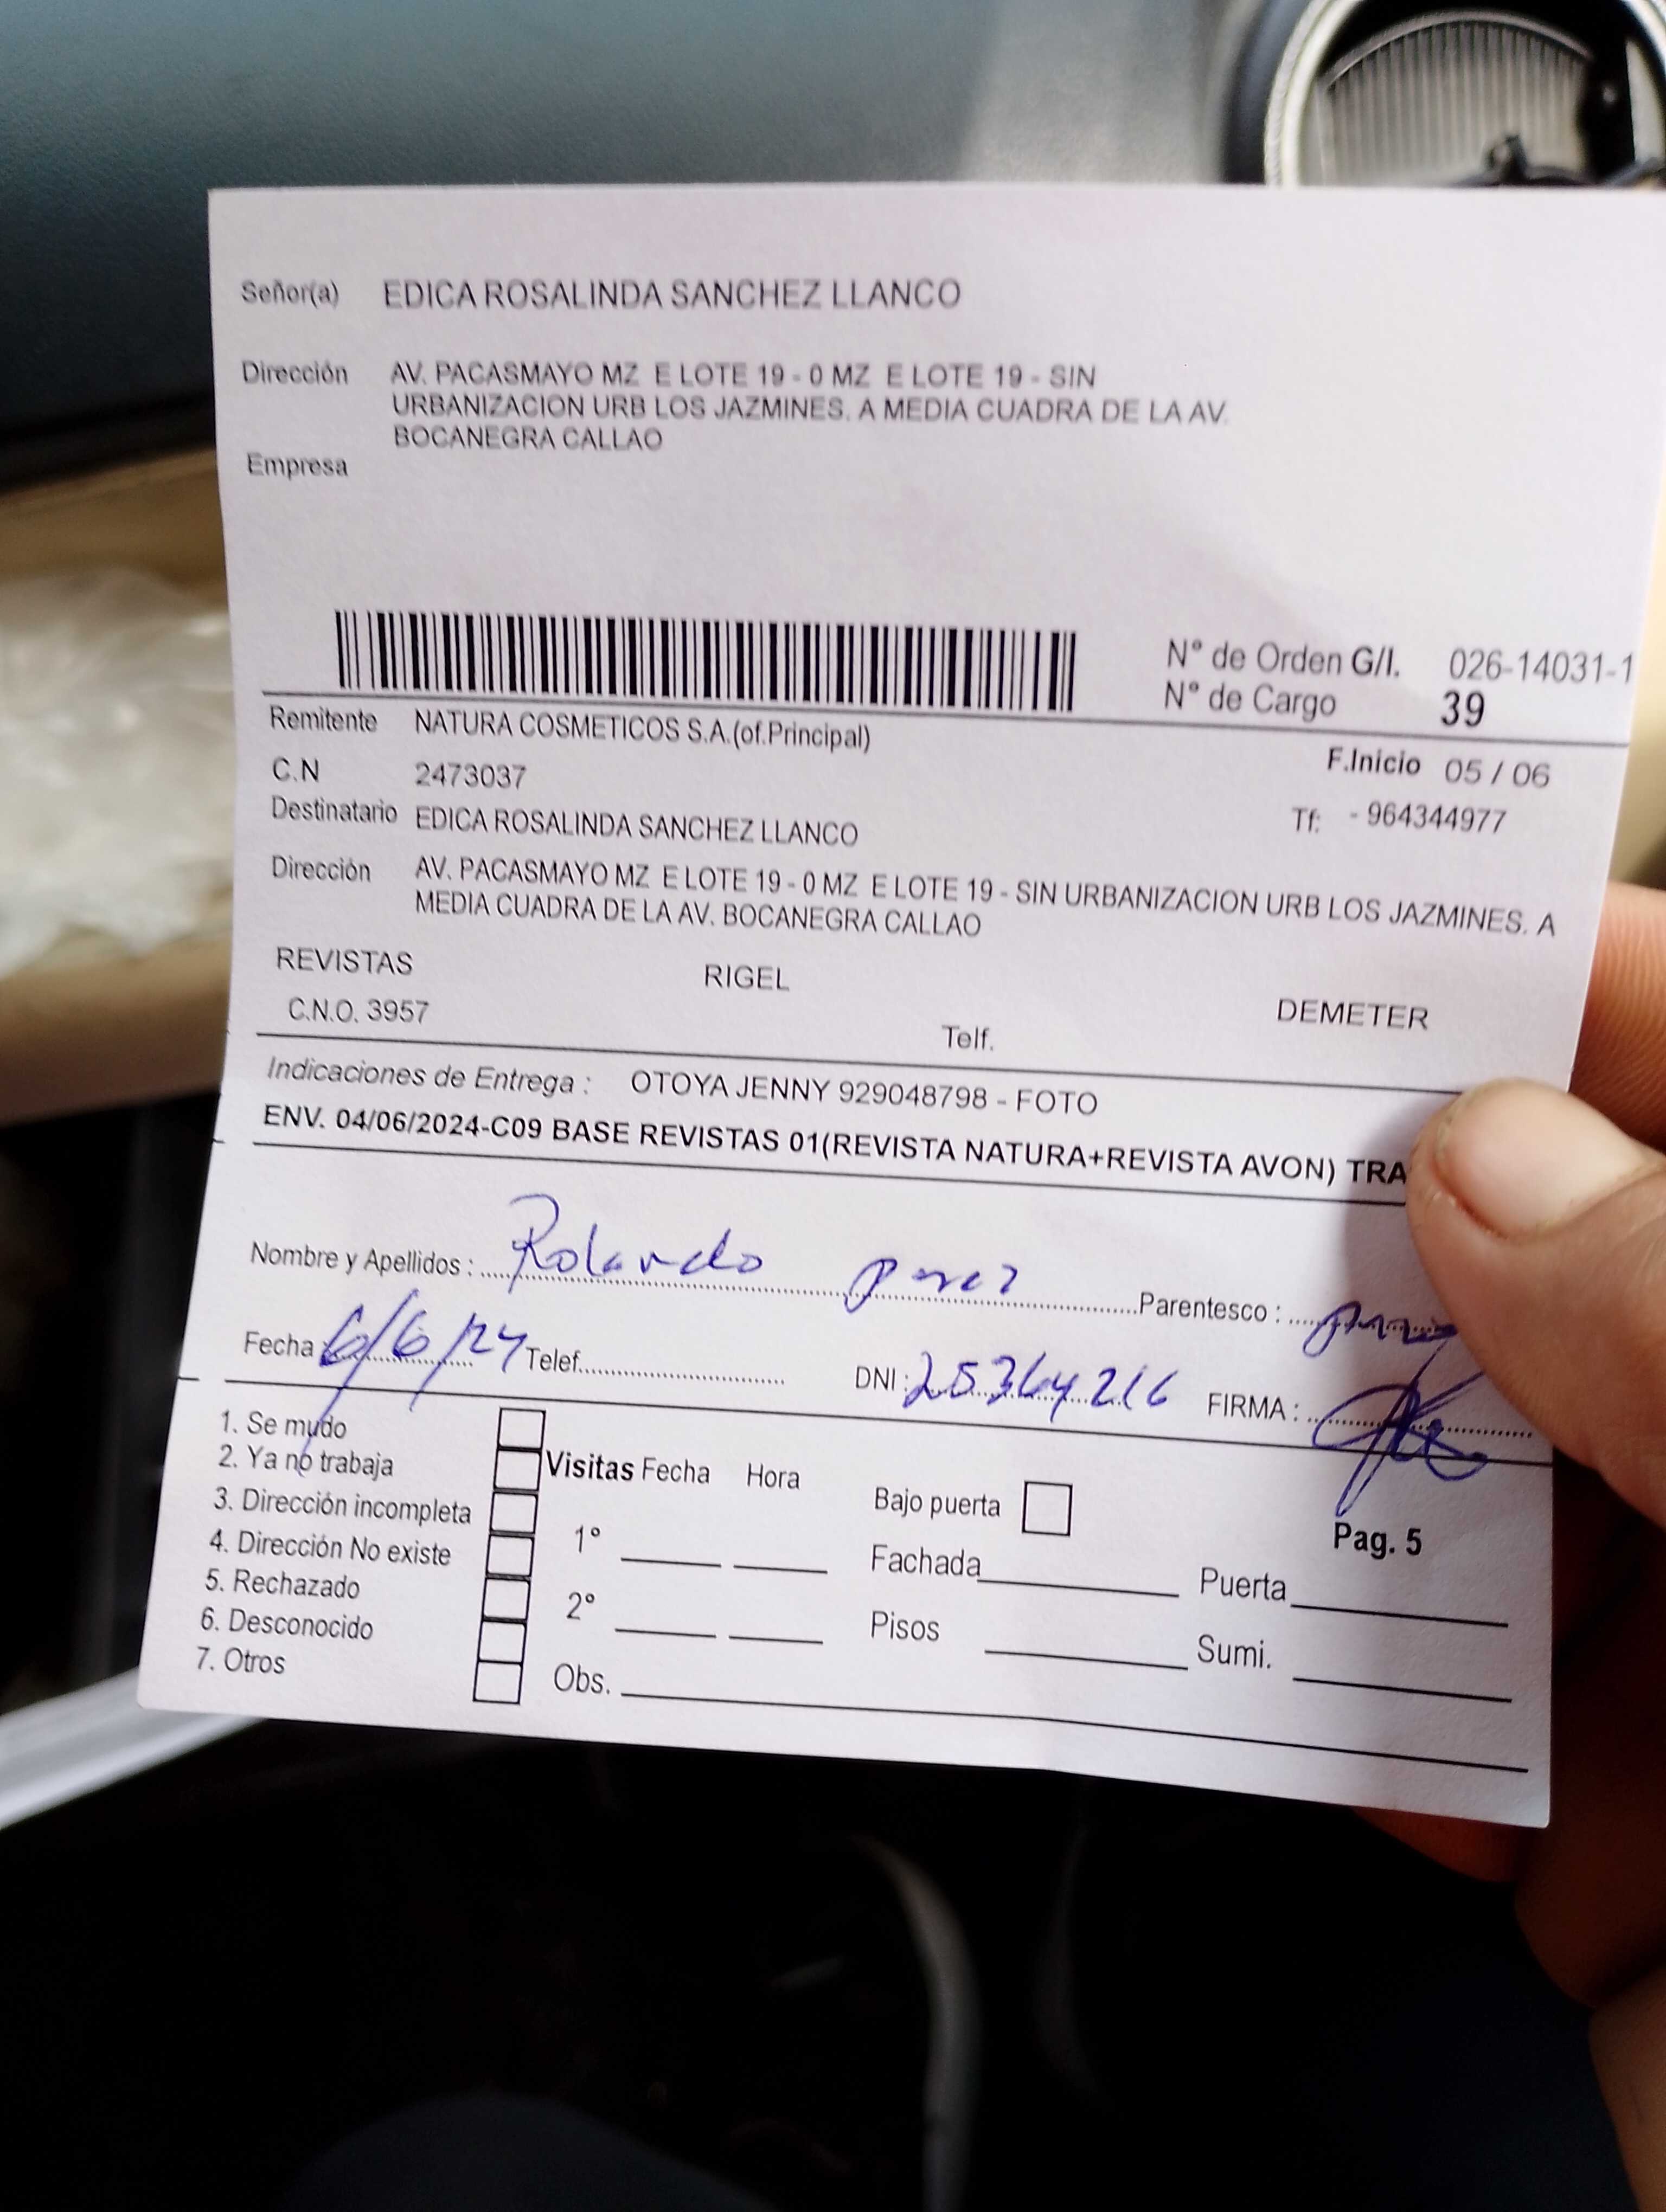 Señor(a) EDICA ROSALINDA SANCHEZ LLANCO
Dirección AV. PACASMAYO MZ E LOTE 19 - 0 MZ E LOTE 19 - SIN
URBANIZACION URB LOS JAZMINES. A MEDIA CUADRA DE LA AV.
BOCANEGRA CALLAO
Empresa
N° de Orden G/I. 026-14031-1
N° de Cargo 39
Remitente NATURA COSMETICOS S.A.(of.Principal)
F.Inicio 05 / 06
C.N 2473037
Tf: - 964344977
Destinatario EDICA ROSALINDA SANCHEZ LLANCO
Dirección AV. PACASMAYO MZ E LOTE 19 - 0 MZ E LOTE 19 - SIN URBANIZACION URB LOS JAZMINES. A
MEDIA CUADRA DE LA AV. BOCANEGRA CALLAO
REVISTAS RIGEL DEMETER
C.N.O. 3957 Telf.
Indicaciones de Entrega : OTOYA JENNY 929048798 - FOTO
ENV. 04/06/2024-C09 BASE REVISTAS 01(REVISTA NATURA+REVISTA AVON) TRA
Nombre y Apellidos : Rolando perez Parentesco :
Fecha : 6/6/24 Telef. DNI : 25364216 FIRMA :
1. Se mudo
2. Ya no trabaja
3. Dirección incompleta
4. Dirección No existe
5. Rechazado
6. Desconocido
7. Otros
Visitas Fecha Hora
1°
2°
Obs.
Bajo puerta
Fachada Puerta
Pisos Sumi.
Pag. 5